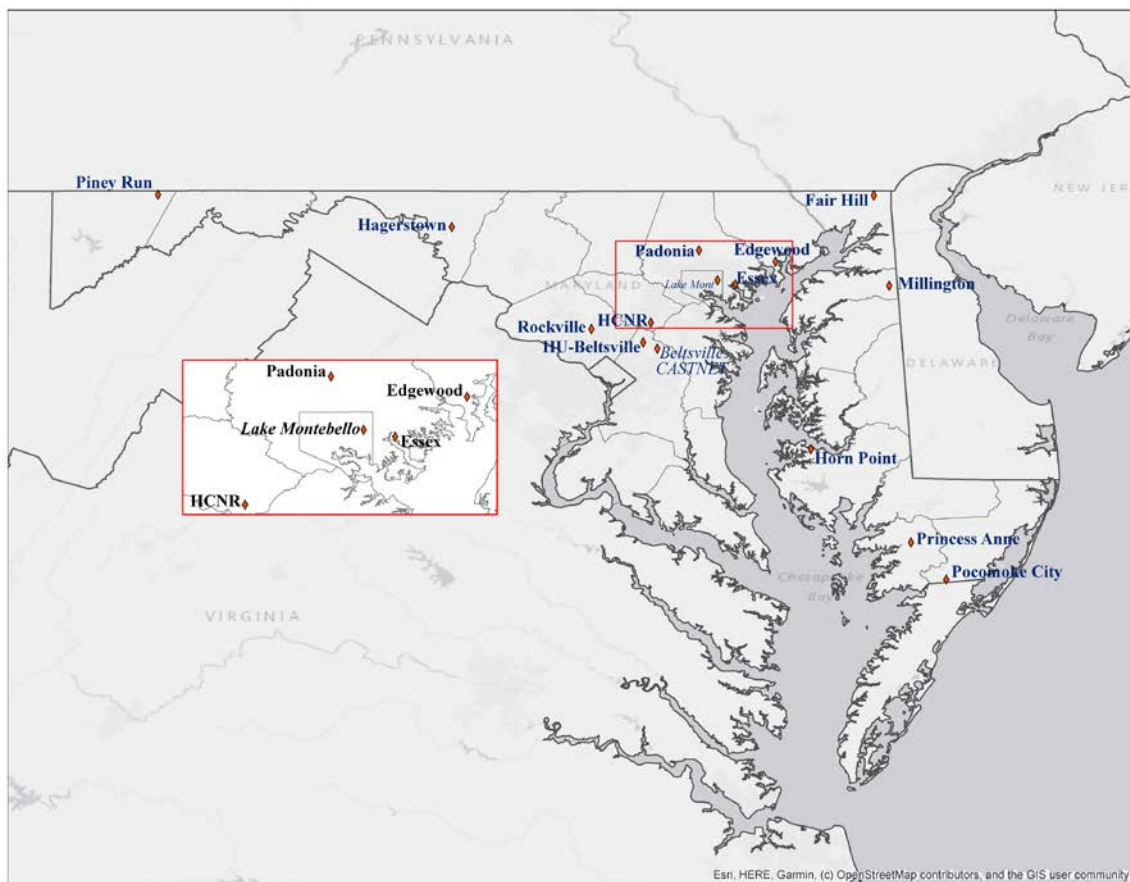 PENNSYLVANIA
Piney Run
NEW JER
Fair Hill
Hagerstown
Padonia
Edgewood
MARYLAND
Lake Mont
Essex
Millington
Rockville
HCNR
Delaware
Bay
HU-Beltsville
Beltsville
CASTNET
DELAWARE
Padonia
Edgewood
Lake Montebello
Essex
HCNR
Horn Point
Princess Anne
Chesapeake
Bay
Pocomoke City
VIRGINIA
Esri, HERE, Garmin, (c) OpenStreetMap contributors, and the GIS user community